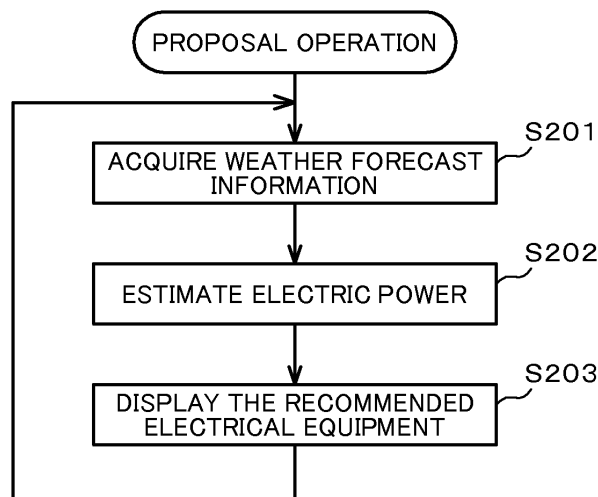 PROPOSAL OPERATION
S201
ACQUIRE WEATHER FORECAST
INFORMATION
S202
ESTIMATE ELECTRIC POWER
S203
DISPLAY THE RECOMMENDED
ELECTRICAL EQUIPMENT